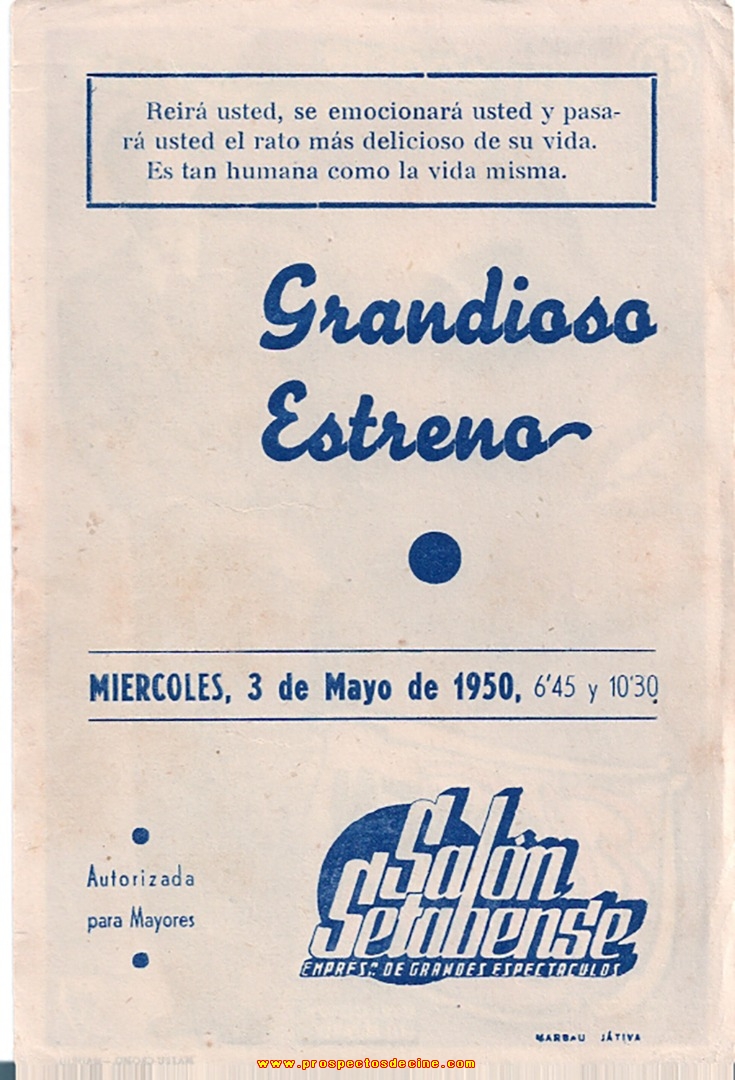 Reirá usted, se emocionará usted y pasa-
rá usted el rato más delicioso de su vida.
Es tan humana como la vida misma.
Grandioso
Estreno
MIERCOLES, 3 de Mayo de 1950, 6'45 y 10'30
Autorizada
para Mayores
Salón
Setabense
EMPRESA DE GRANDES ESPECTACULOS
MARBAU JÁTIVA
www.prospectosdecine.com